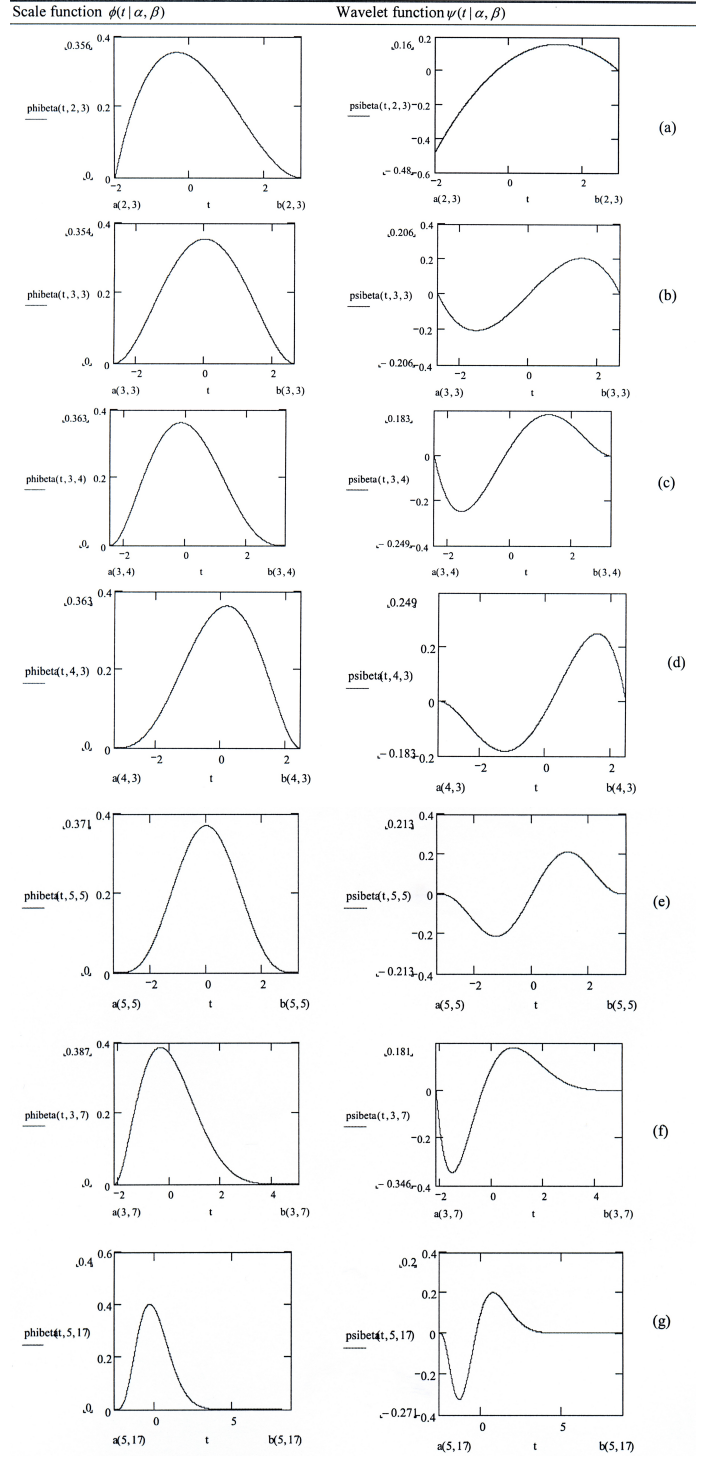 Scale function ϕ(t | α, β) Wavelet function ψ(t | α, β)
0.356 0.4
phibeta(t, 2, 3) 0.2
0 0
−2 0 2
a(2, 3) t b(2, 3)
0.16 0.2
0
psibeta(t, 2, 3) −0.2
−0.4
−0.48 −0.6
−2 0 2
a(2, 3) t b(2, 3)
(a)
0.354 0.4
phibeta(t, 3, 3) 0.2
0 0
−2 0 2
a(3, 3) t b(3, 3)
0.206 0.4
0.2
psibeta(t, 3, 3) 0
−0.2
−0.206 −0.4
−2 0 2
a(3, 3) t b(3, 3)
(b)
0.363 0.4
phibeta(t, 3, 4) 0.2
0 0
−2 0 2
a(3, 4) t b(3, 4)
0.183
0
psibeta(t, 3, 4)
−0.2
−0.249 −0.4
−2 0 2
a(3, 4) t b(3, 4)
(c)
0.363 0.4
phibeta(t, 4, 3) 0.2
0 0
−2 0 2
a(4, 3) t b(4, 3)
0.249
0.2
psibeta(t, 4, 3)
0
−0.183 −0.2
−2 0 2
a(4, 3) t b(4, 3)
(d)
0.371 0.4
phibeta(t, 5, 5) 0.2
0 0
−2 0 2
a(5, 5) t b(5, 5)
0.213 0.4
0.2
psibeta(t, 5, 5) 0
−0.2
−0.213 −0.4
−2 0 2
a(5, 5) t b(5, 5)
(e)
0.387 0.4
phibeta(t, 3, 7) 0.2
0 0
−2 0 2 4
a(3, 7) t b(3, 7)
0.181
0
psibeta(t, 3, 7)
−0.2
−0.346 −0.4
−2 0 2 4
a(3, 7) t b(3, 7)
(f)
0.6
0.4
0.4
phibeta(t, 5, 17)
0.2
0 0
0 5
a(5, 17) t b(5, 17)
0.2 0.4
0.2
psibeta(t, 5, 17) 0
−0.2
−0.271 −0.4
0 5
a(5, 17) t b(5, 17)
(g)